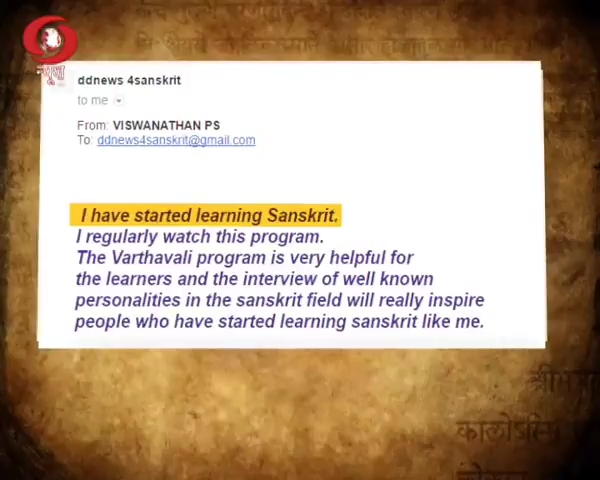 ddnews 4sanskrit
to me
From: VISWANATHAN PS
To: ddnews4sanskrit@gmail.com
I have started learning Sanskrit.
I regularly watch this program.
The Varthavali program is very helpful for
the learners and the interview of well known
personalities in the sanskrit field will really inspire
people who have started learning sanskrit like me.